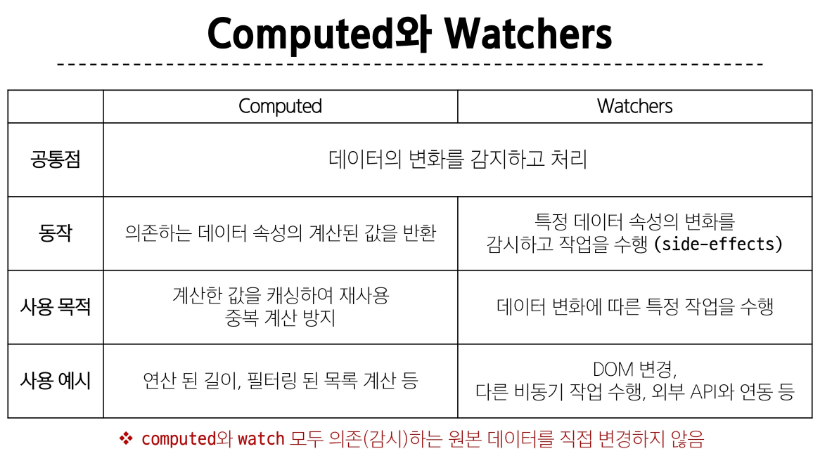 Computed와 Watchers
Computed
Watchers
공통점
데이터의 변화를 감지하고 처리
동작
의존하는 데이터 속성의 계산된 값을 반환
특정 데이터 속성의 변화를
감시하고 작업을 수행 (side-effects)
사용 목적
계산한 값을 캐싱하여 재사용
중복 계산 방지
데이터 변화에 따른 특정 작업을 수행
사용 예시
연산 된 길이, 필터링 된 목록 계산 등
DOM 변경,
다른 비동기 작업 수행, 외부 API와 연동 등
❖ computed와 watch 모두 의존(감시)하는 원본 데이터를 직접 변경하지 않음